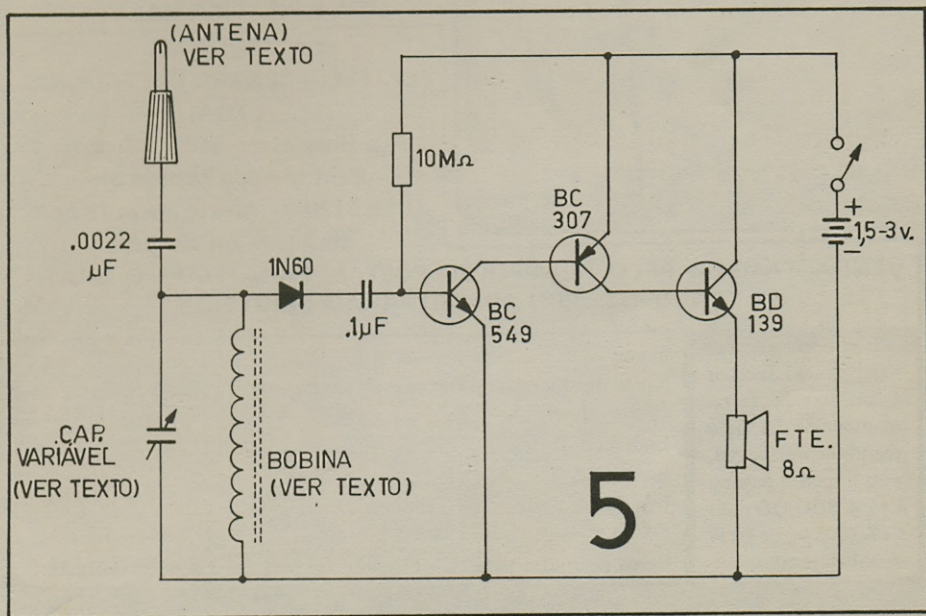 (ANTENA)
VER TEXTO
.0022
µF
1N60
.1µF
10MΩ
BC
549
BC
307
BD
139
+
1,5-3v.
-
FTE.
8Ω
CAP.
VARIÁVEL
(VER TEXTO)
BOBINA
(VER TEXTO)
5